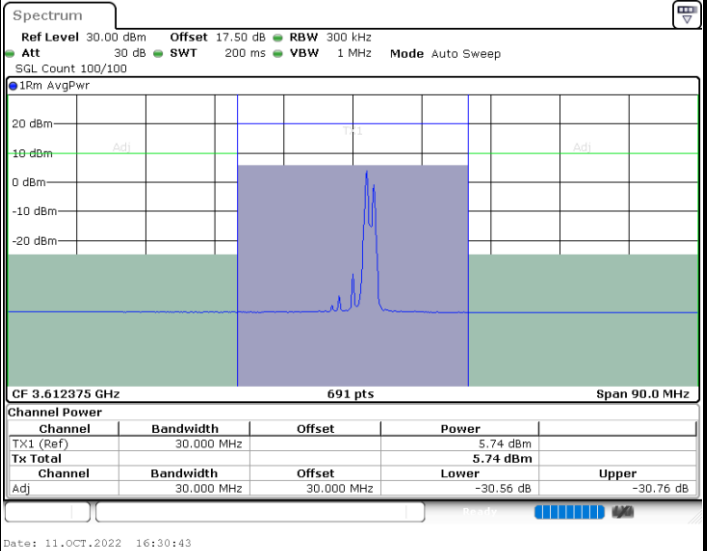 Spectrum
Ref Level 30.00 dBm Offset 17.50 dB RBW 300 kHz
Att 30 dB SWT 200 ms VBW 1 MHz Mode Auto Sweep
SGL Count 100/100
1Rm AvgPwr
20 dBm
TX1
Adj Adj
10 dBm
0 dBm
-10 dBm
-20 dBm
CF 3.612375 GHz 691 pts Span 90.0 MHz
Channel Power
Channel Bandwidth Offset Power
TX1 (Ref) 30.000 MHz 5.74 dBm
Tx Total 5.74 dBm
Channel Bandwidth Offset Lower Upper
Adj 30.000 MHz 30.000 MHz -30.56 dB -30.76 dB
Ready
Date: 11.OCT.2022 16:30:43